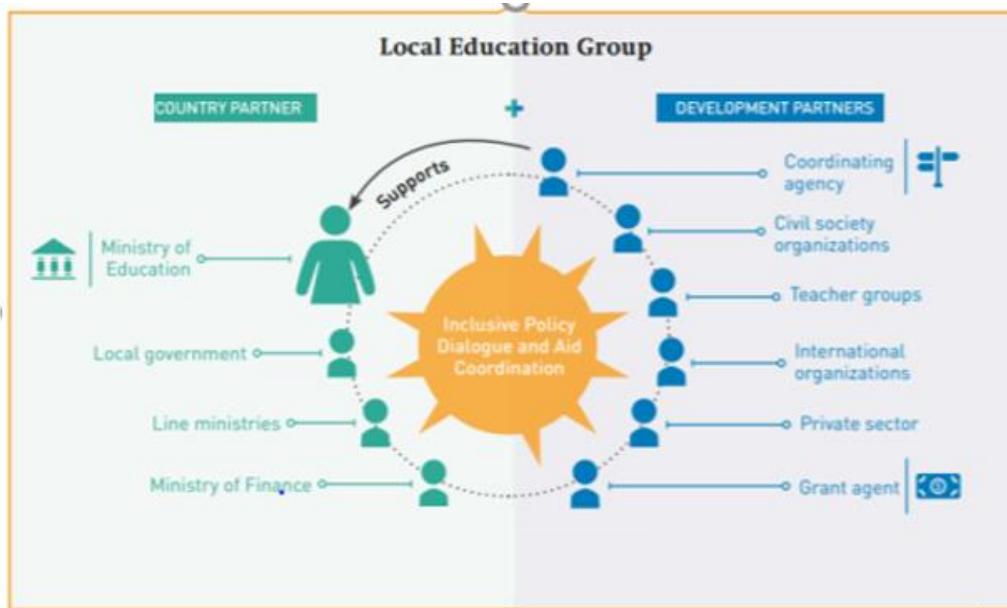 Local Education Group
COUNTRY PARTNER
+
DEVELOPMENT PARTNERS
Supports
Ministry of
Education
Local government
Line ministries
Ministry of Finance
Inclusive Policy
Dialogue and Aid
Coordination
Coordinating
agency
Civil society
organizations
Teacher groups
International
organizations
Private sector
Grant agent